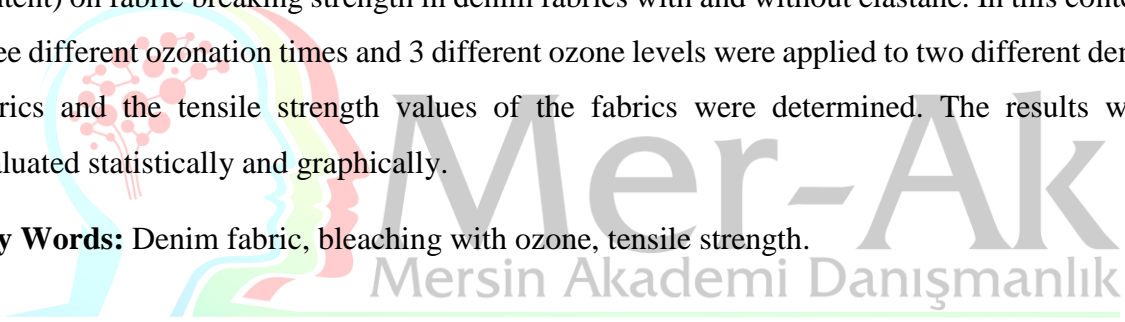 tent) on fabric breaking strength in denim fabrics with and without elastane. In this conte
ee different ozonation times and 3 different ozone levels were applied to two different der
rics and the tensile strength values of the fabrics were determined. The results w
aluated statistically and graphically.
y Words: Denim fabric, bleaching with ozone, tensile strength.
Mer-Ak
Mersin Akademi Danışmanlık